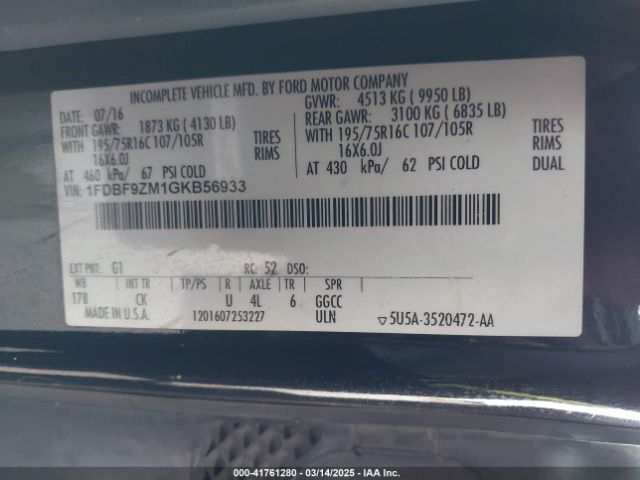 INCOMPLETE VEHICLE MFD. BY FORD MOTOR COMPANY
DATE: 07/16 GVWR: 4513 KG ( 9950 LB)
FRONT GAWR: 1873 KG ( 4130 LB) REAR GAWR: 3100 KG ( 6835 LB)
WITH 195/75R16C 107/105R TIRES WITH 195/75R16C 107/105R TIRES
16X6.0J RIMS 16X6.0J RIMS
AT 460 kPa/ 67 PSI COLD AT 430 kPa/ 62 PSI COLD DUAL
VIN: 1FDBF9ZM1GKB56933
EXT PNT: G1 RC: 52 DSO:
WB INT TR TP/PS R AXLE TR SPR
178 CK U 4L 6 GGCC
MADE IN U.S.A. 1201607253227 ULN ▽5U5A-3520472-AA
000-41761280 - 03/14/2025 - IAAI.COM